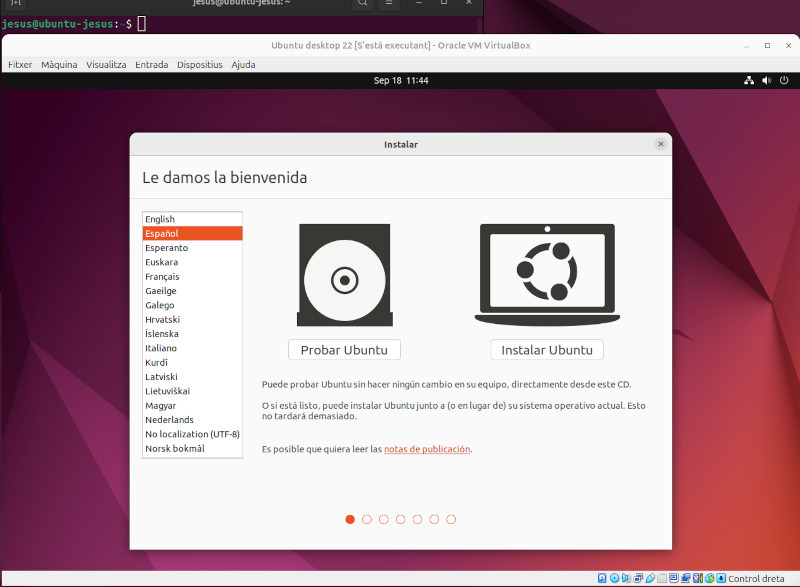 jesus@ubuntu-jesus: ~
jesus@ubuntu-jesus:~$
Ubuntu desktop 22 [S'està executant] - Oracle VM VirtualBox
Fitxer Màquina Visualitza Entrada Dispositius Ajuda
Sep 18 11:44
Instalar
Le damos la bienvenida
English
Español
Esperanto
Euskara
Français
Gaeilge
Galego
Hrvatski
Íslenska
Italiano
Kurdî
Latviski
Lietuviškai
Magyar
Nederlands
No localization (UTF-8)
Norsk bokmål
Probar Ubuntu
Instalar Ubuntu
Puede probar Ubuntu sin hacer ningún cambio en su equipo, directamente desde este CD.
O si está listo, puede instalar Ubuntu junto a (o en lugar de) su sistema operativo actual. Esto
no tardará demasiado.
Es posible que quiera leer las notas de publicación.
Control dreta